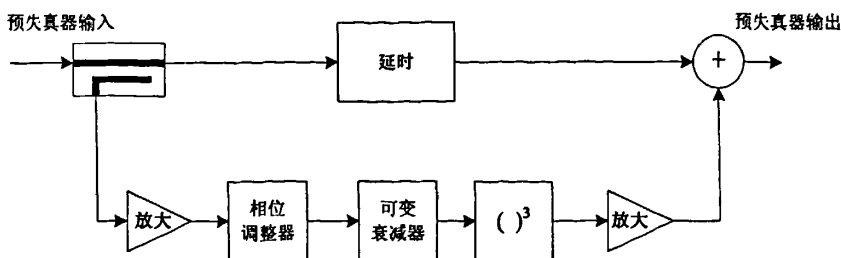 预失真器输入
预失真器输出
延时
+
放大
相位
调整器
可变
衰减器
( )³
放大